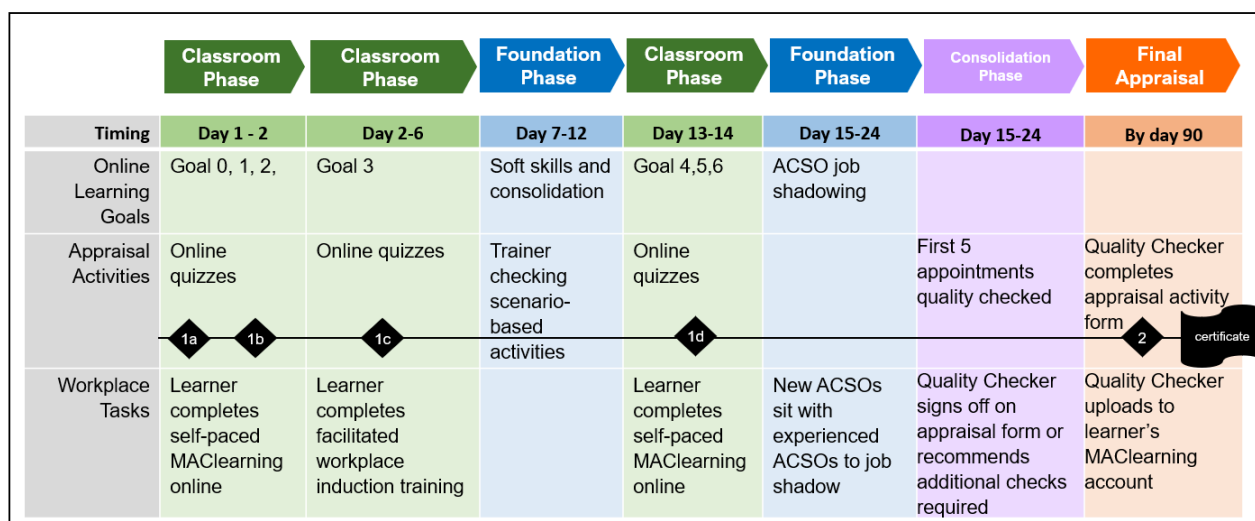 Classroom
Phase
Classroom
Phase
Foundation
Phase
Classroom
Phase
Foundation
Phase
Consolidation
Phase
Final
Appraisal
Timing
Day 1 - 2
Day 2-6
Day 7-12
Day 13-14
Day 15-24
Day 15-24
By day 90
Online
Learning
Goals
Goal 0, 1, 2,
Goal 3
Soft skills and
consolidation
Goal 4,5,6
ACSO job
shadowing
Appraisal
Activities
Online
quizzes
Online quizzes
Trainer
checking
scenario-
based
activities
Online
quizzes
First 5
appointments
quality checked
Quality Checker
completes
appraisal activity
form
1a
1b
1c
1d
2
certificate
Workplace
Tasks
Learner
completes
self-paced
MAClearning
online
Learner
completes
facilitated
workplace
induction training
Learner
completes
self-paced
MAClearning
online
New ACSOs
sit with
experienced
ACSOs to job
shadow
Quality Checker
signs off on
appraisal form or
recommends
additional checks
required
Quality Checker
uploads to
learner's
MAClearning
account